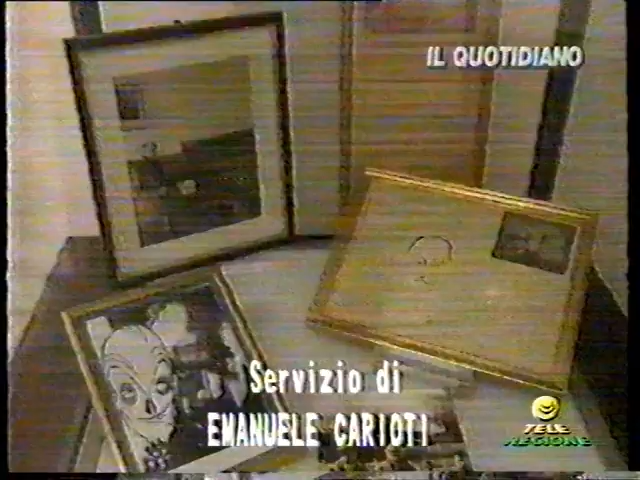 IL QUOTIDIANO
Servizio di
EMANUELE CARIOTI
TELE
REGIONE